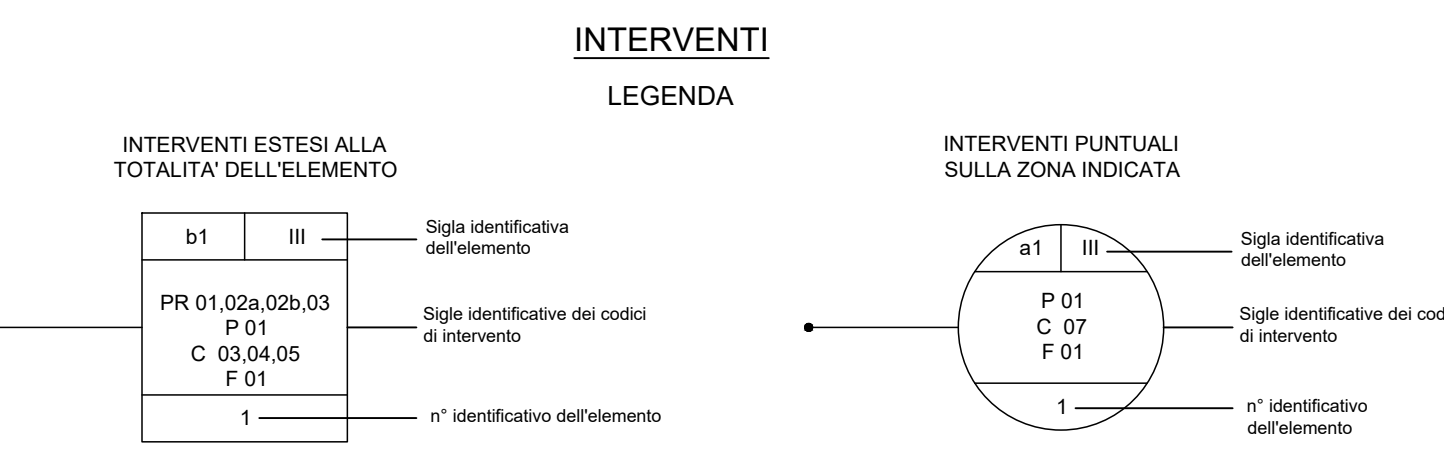 INTERVENTI
LEGENDA
INTERVENTI ESTESI ALLA
TOTALITA' DELL'ELEMENTO
b1 III
Sigla identificativa
dell'elemento
PR 01,02a,02b,03
P 01
C 03,04,05
F 01
Sigle identificative dei codici
di intervento
1
n° identificativo dell'elemento
INTERVENTI PUNTUALI
SULLA ZONA INDICATA
a1 III
Sigla identificativa
dell'elemento
P 01
C 07
F 01
Sigle identificative dei cod
di intervento
1
n° identificativo
dell'elemento